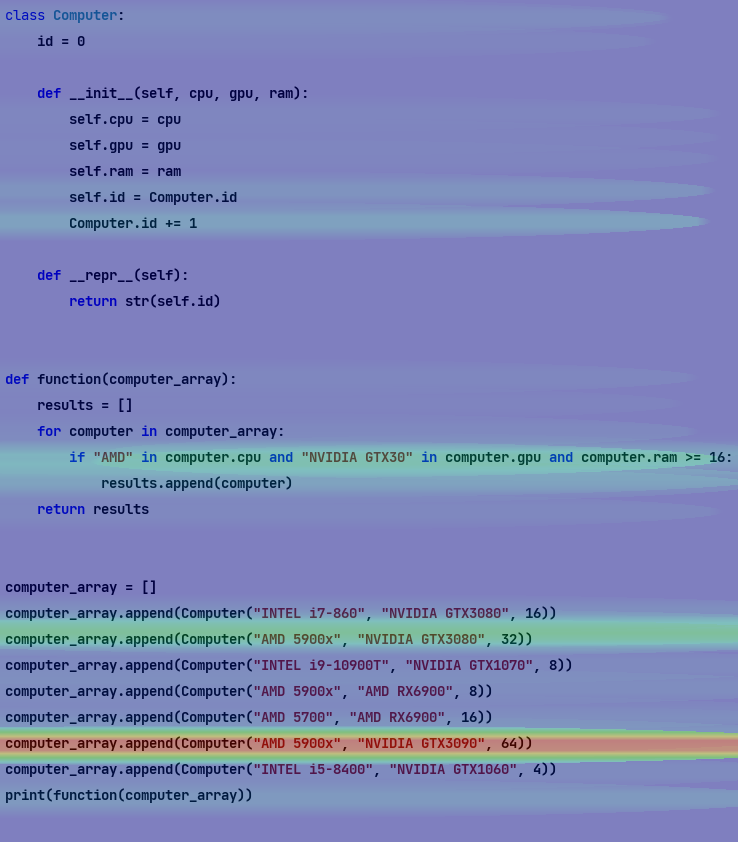 class Computer:
    id = 0

    def __init__(self, cpu, gpu, ram):
        self.cpu = cpu
        self.gpu = gpu
        self.ram = ram
        self.id = Computer.id
        Computer.id += 1

    def __repr__(self):
        return str(self.id)


def function(computer_array):
    results = []
    for computer in computer_array:
        if "AMD" in computer.cpu and "NVIDIA GTX30" in computer.gpu and computer.ram >= 16:
            results.append(computer)
    return results


computer_array = []
computer_array.append(Computer("INTEL i7-860", "NVIDIA GTX3080", 16))
computer_array.append(Computer("AMD 5900x", "NVIDIA GTX3080", 32))
computer_array.append(Computer("INTEL i9-10900T", "NVIDIA GTX1070", 8))
computer_array.append(Computer("AMD 5900x", "AMD RX6900", 8))
computer_array.append(Computer("AMD 5700", "AMD RX6900", 16))
computer_array.append(Computer("AMD 5900x", "NVIDIA GTX3090", 64))
computer_array.append(Computer("INTEL i5-8400", "NVIDIA GTX1060", 4))
print(function(computer_array))